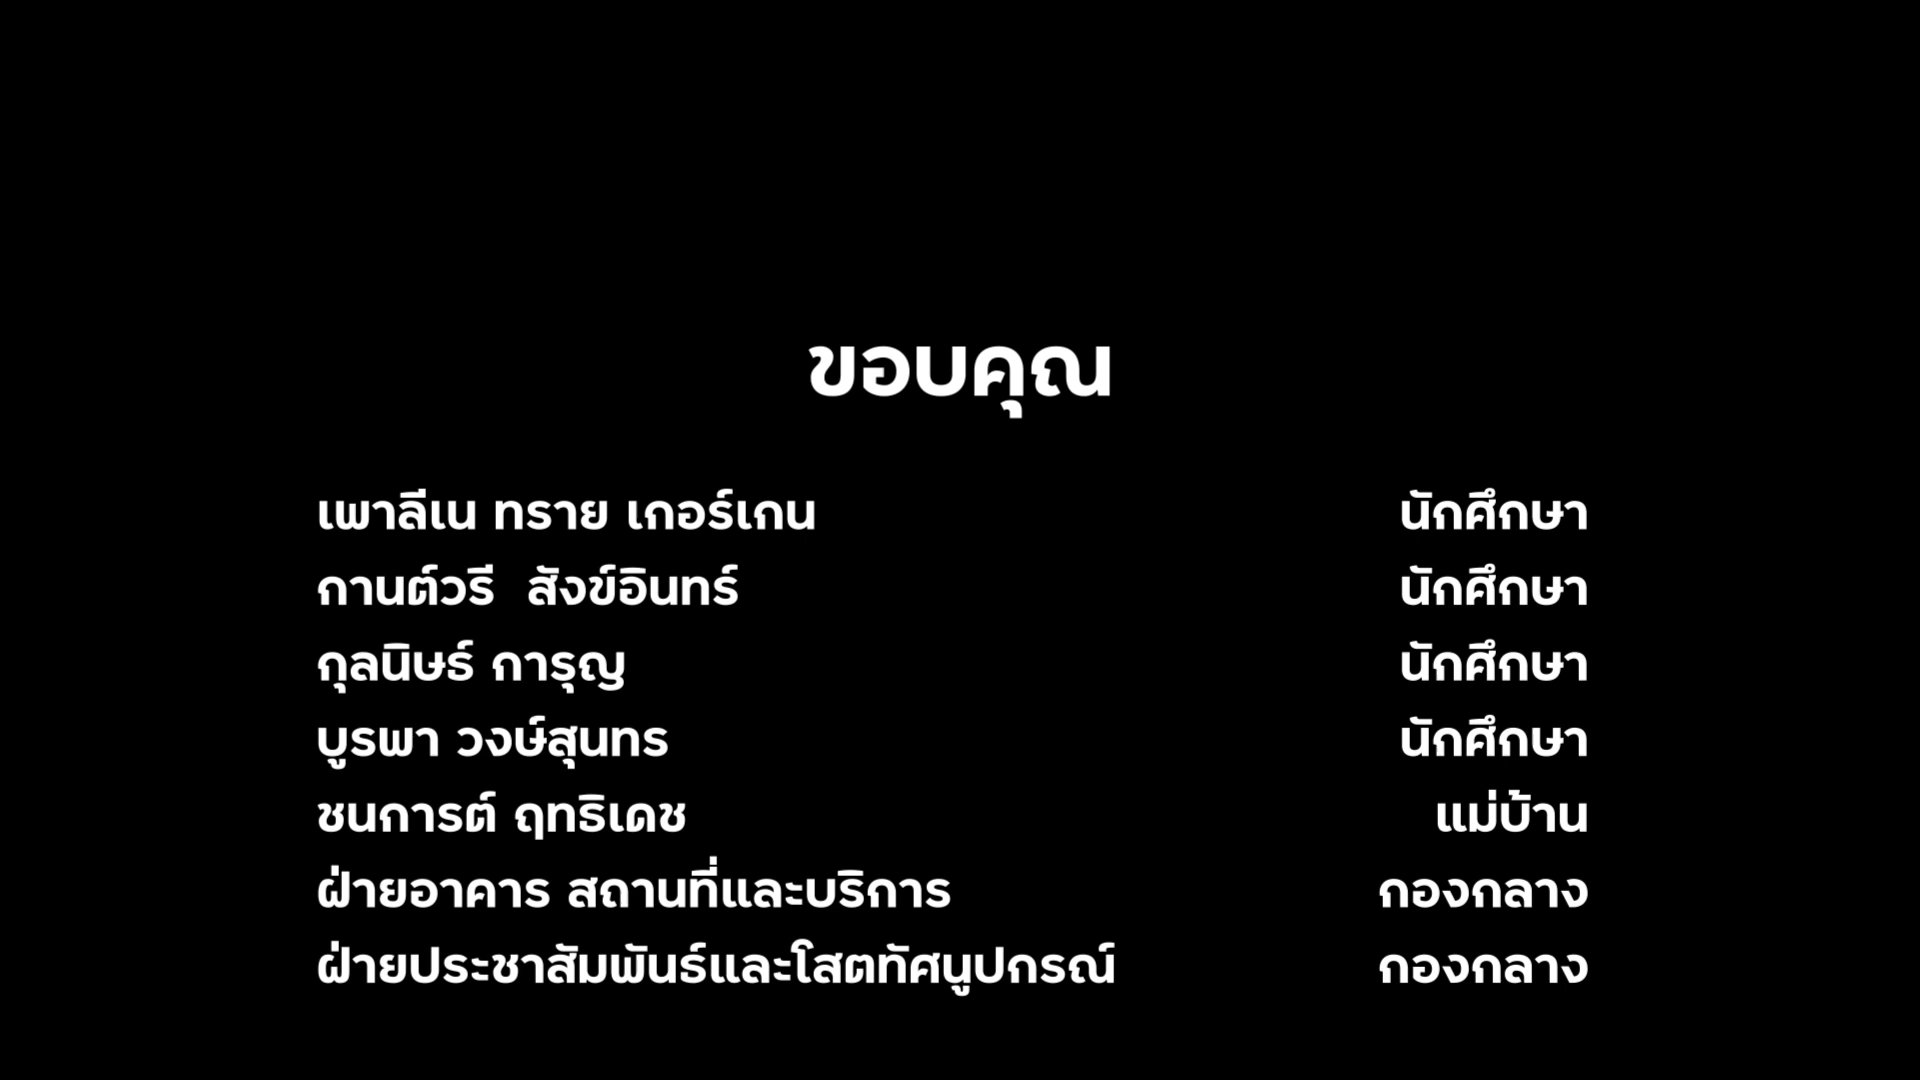 ขอบคุณ
เพาลีเน ทราย เกอร์เกน นักศึกษา
กานต์วรี สังข์อินทร์ นักศึกษา
กุลนิษธ์ การุญ นักศึกษา
บูรพา วงษ์สุนทร นักศึกษา
ชนการต์ ฤทธิเดช แม่บ้าน
ฝ่ายอาคาร สถานที่และบริการ กองกลาง
ฝ่ายประชาสัมพันธ์และโสตทัศนูปกรณ์ กองกลาง